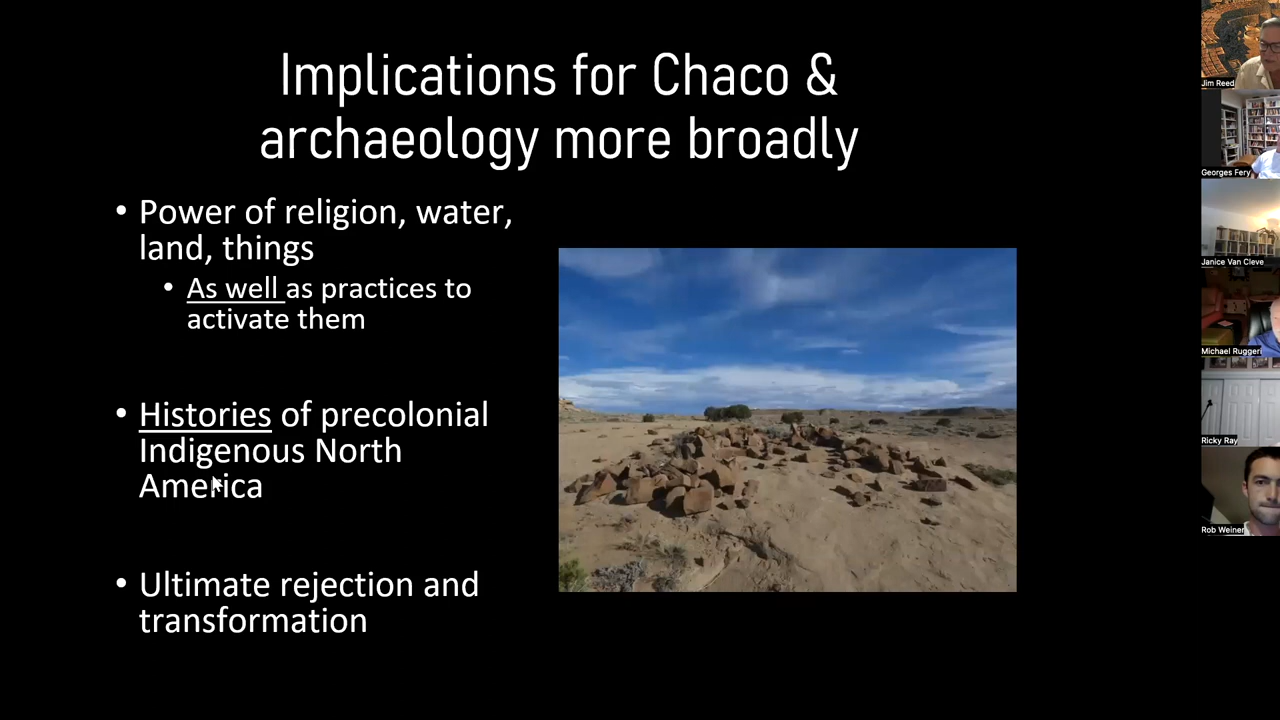 Implications for Chaco &
archaeology more broadly
• Power of religion, water,
land, things
• As well as practices to
activate them
• Histories of precolonial
Indigenous North
America
• Ultimate rejection and
transformation
Jim Reed
Georges Fery
Janice Van Cleve
Michael Ruggeri
Ricky Ray
Rob Weiner